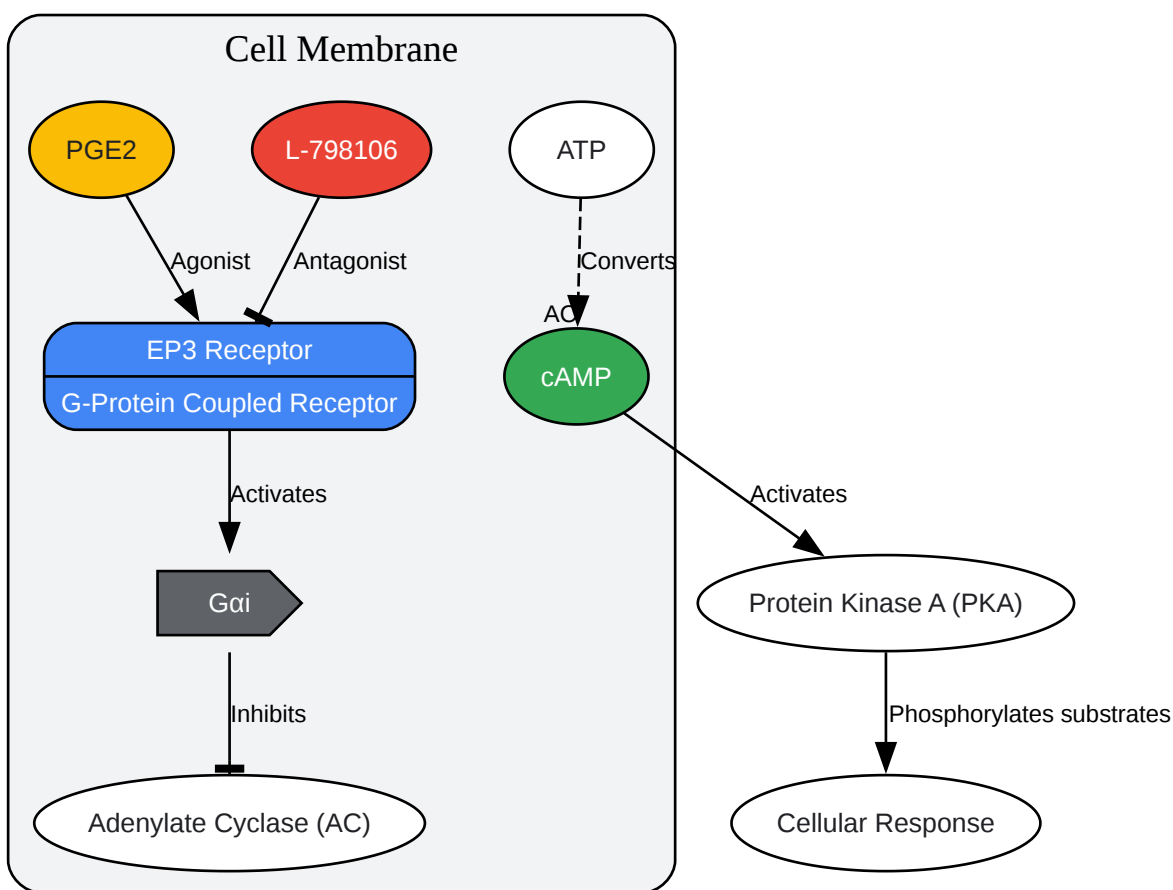 Cell Membrane
PGE2
L-798106
ATP
Agonist
Antagonist
Converts
AC
EP3 Receptor
G-Protein Coupled Receptor
cAMP
Activates
Activates
Gαi
Protein Kinase A (PKA)
Inhibits
Phosphorylates substrates
Adenylate Cyclase (AC)
Cellular Response